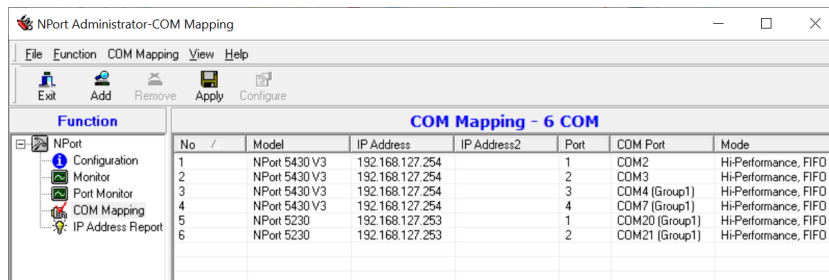 NPort Administrator-COM Mapping
File Function COM Mapping View Help
Exit Add Remove Apply Configure
Function
COM Mapping - 6 COM
NPort
Configuration
Monitor
Port Monitor
COM Mapping
IP Address Report
No / Model IP Address IP Address2 Port COM Port Mode
1 NPort 5430 V3 192.168.127.254 1 COM2 Hi-Performance, FIFO
2 NPort 5430 V3 192.168.127.254 2 COM3 Hi-Performance, FIFO
3 NPort 5430 V3 192.168.127.254 3 COM4 (Group1) Hi-Performance, FIFO
4 NPort 5430 V3 192.168.127.254 4 COM7 (Group1) Hi-Performance, FIFO
5 NPort 5230 192.168.127.253 1 COM20 (Group1) Hi-Performance, FIFO
6 NPort 5230 192.168.127.253 2 COM21 (Group1) Hi-Performance, FIFO